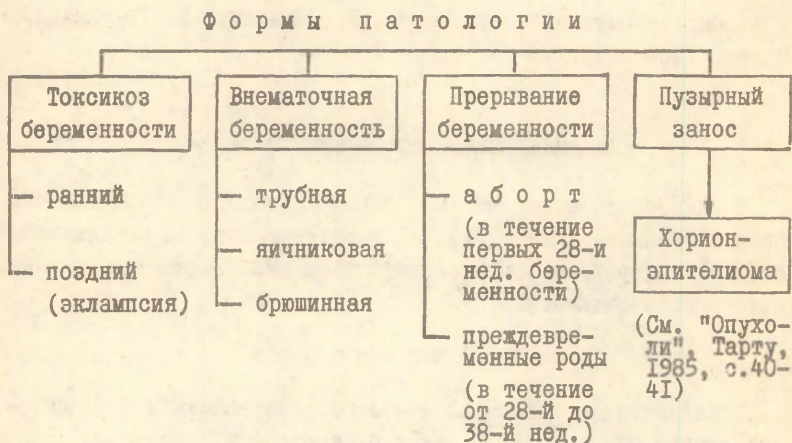 Формы патологии
Токсикоз
беременности
ранний
поздний
(эклампсия)
Внематочная
беременность
трубная
яичниковая
брюшинная
Прерывание
беременности
аборт
(в течение
первых 28-и
нед. бере-
менности)
преждевре-
менные роды
(в течение
от 28-й до
38-й нед.)
Пузырный
занос
Хорион-
эпителиома
(См. "Опухо-
ли", Тарту,
1985, с.40-
41)